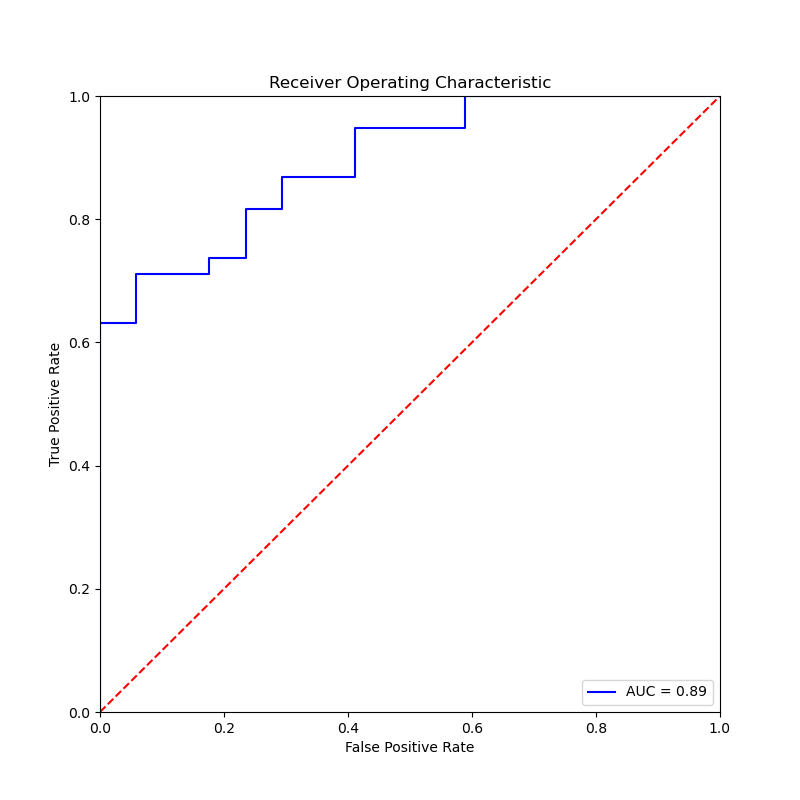 Receiver Operating Characteristic
True Positive Rate
1.0
0.8
0.6
0.4
0.2
0.0
AUC = 0.89
0.0 0.2 0.4 0.6 0.8 1.0
False Positive Rate